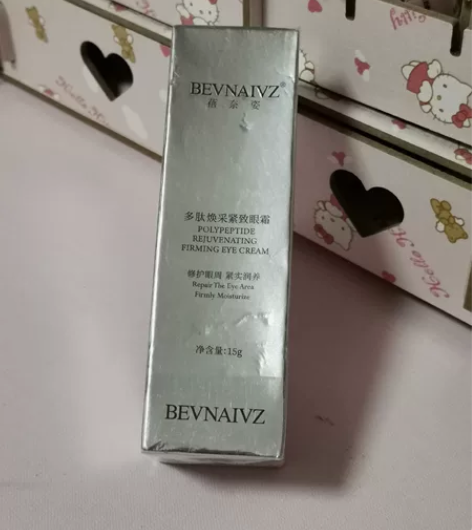 BEVNAIVZ®
蓓奈姿
多肽焕采紧致眼霜
POLYPEPTIDE
REJUVENATING
FIRMING EYE CREAM
修护眼周 紧实润养
Repair The Eye Area
Firmly Moisturize
净含量:15g
BEVNAIVZ